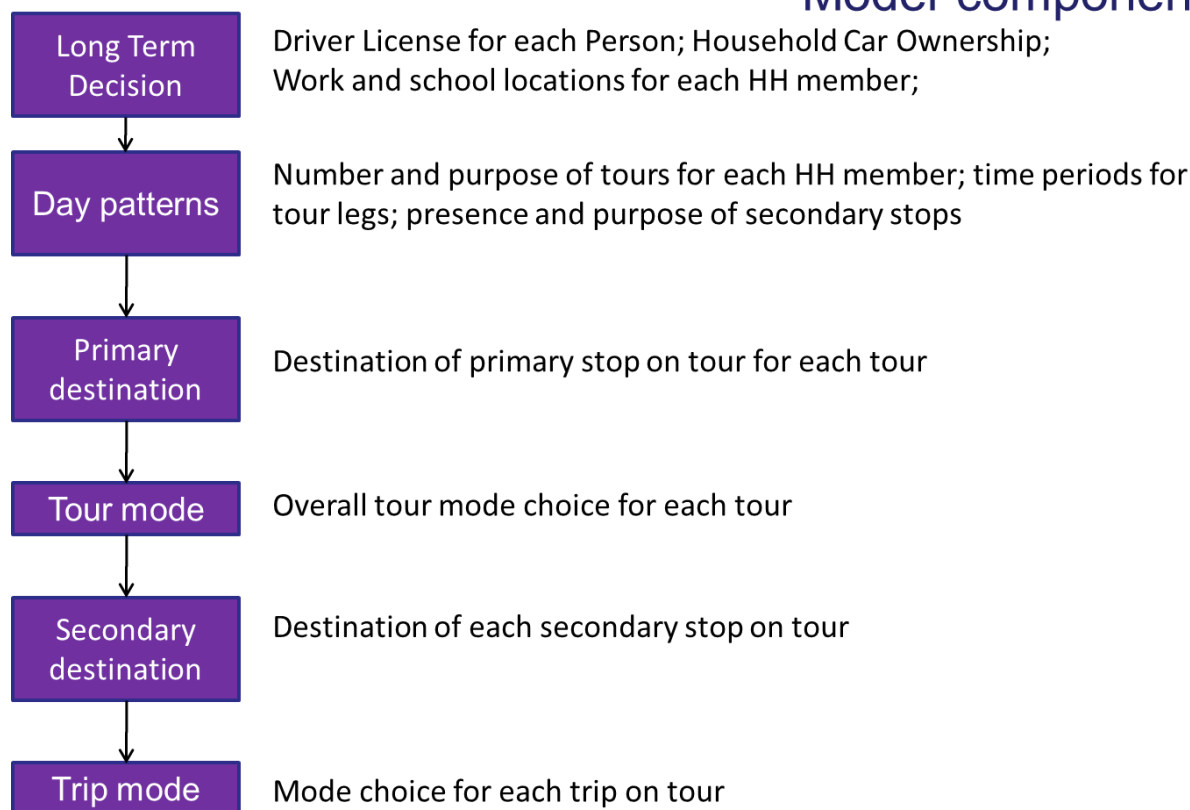 Model componen
Long Term
Decision
Driver License for each Person; Household Car Ownership;
Work and school locations for each HH member;
Day patterns
Number and purpose of tours for each HH member; time periods for
tour legs; presence and purpose of secondary stops
Primary
destination
Destination of primary stop on tour for each tour
Tour mode
Overall tour mode choice for each tour
Secondary
destination
Destination of each secondary stop on tour
Trip mode
Mode choice for each trip on tour